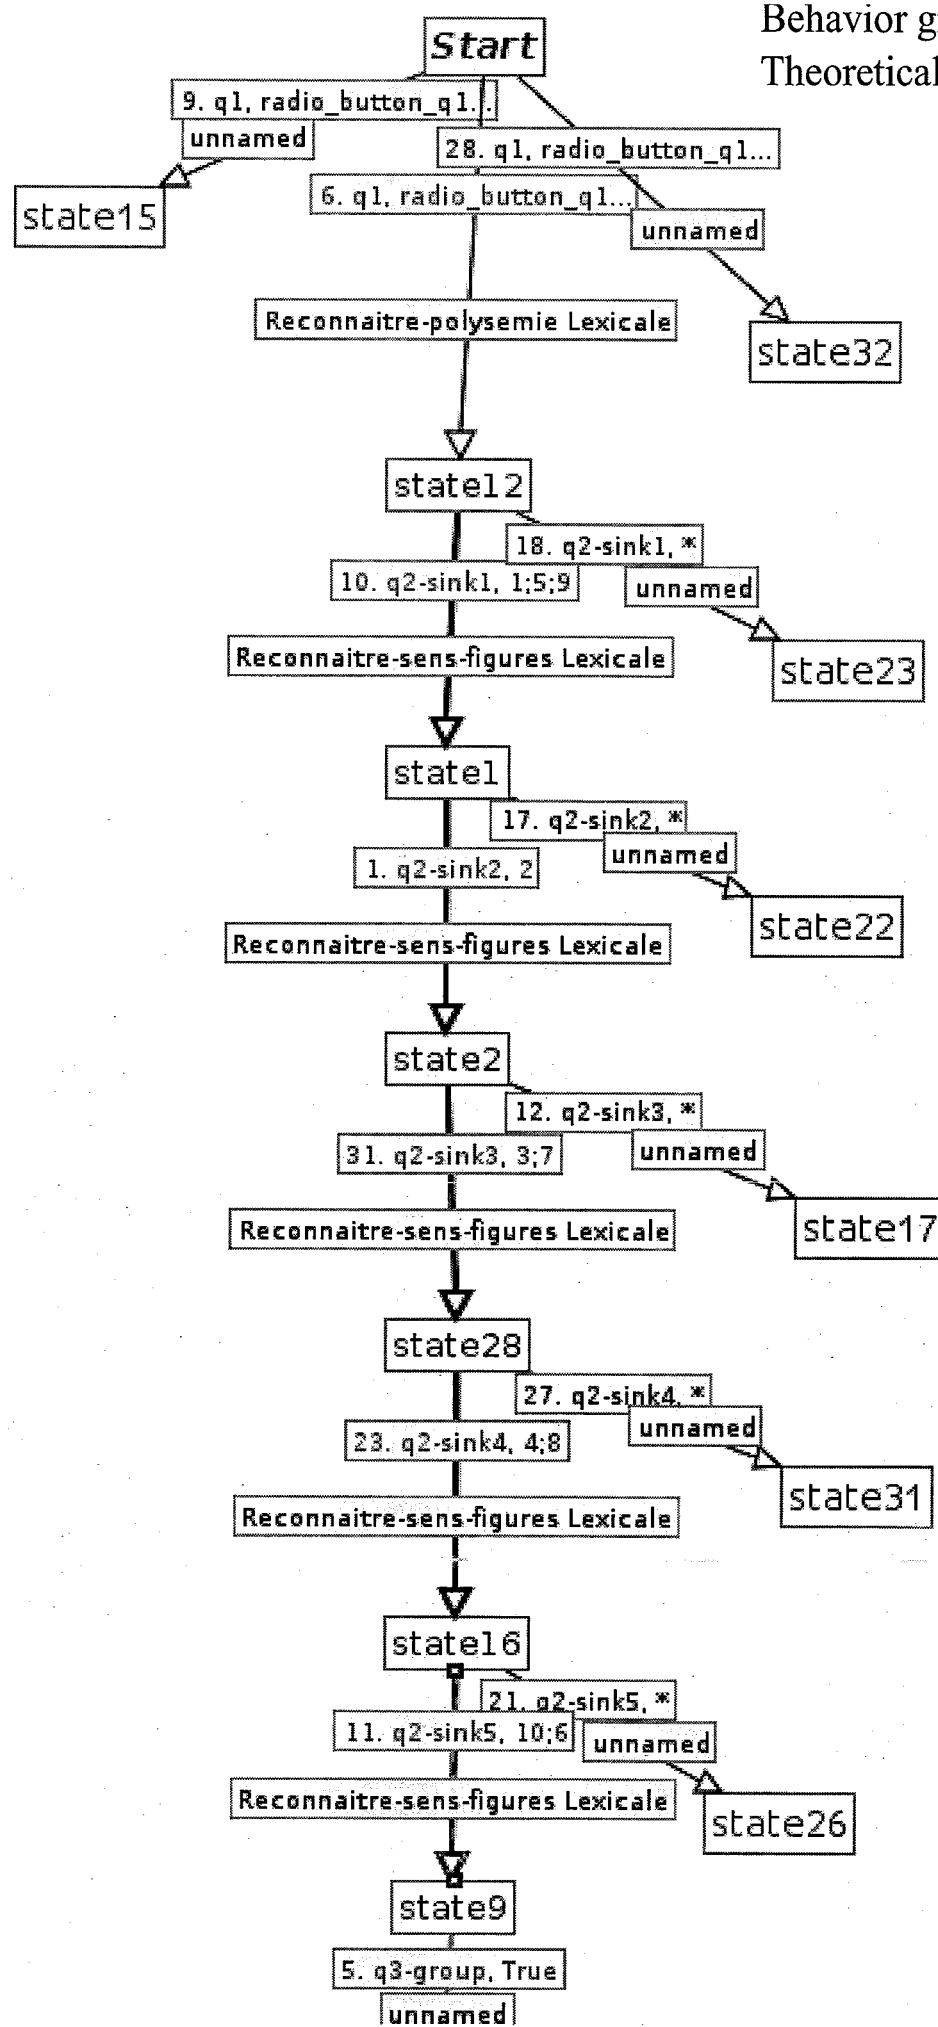 Behavior g
Theoretical
Start
9. q1, radio_button_q1...
unnamed
28. q1, radio_button_q1...
6. q1, radio_button_q1...
state15
unnamed
Reconnaitre-polysemie Lexicale
state32
state12
18. q2-sink1, *
10. q2-sink1, 1;5;9
unnamed
Reconnaitre-sens-figures Lexicale
state23
state1
17. q2-sink2, *
unnamed
1. q2-sink2, 2
state22
Reconnaitre-sens-figures Lexicale
state2
12. q2-sink3, *
31. q2-sink3, 3;7
unnamed
Reconnaitre-sens-figures Lexicale
state17
state28
27. q2-sink4, *
unnamed
23. q2-sink4, 4;8
state31
Reconnaitre-sens-figures Lexicale
state16
21. q2-sink5, *
11. q2-sink5, 10;6
unnamed
Reconnaitre-sens-figures Lexicale
state26
state9
5. q3-group, True
unnamed